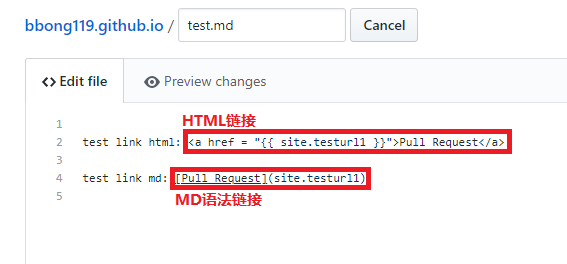 bbong119.github.io / test.md Cancel
Edit file Preview changes
HTML链接
1
2 test link html: <a href = "{{ site.testurl1 }}">Pull Request</a>
3
4 test link md: [Pull Request](site.testurl1)
5
MD语法链接